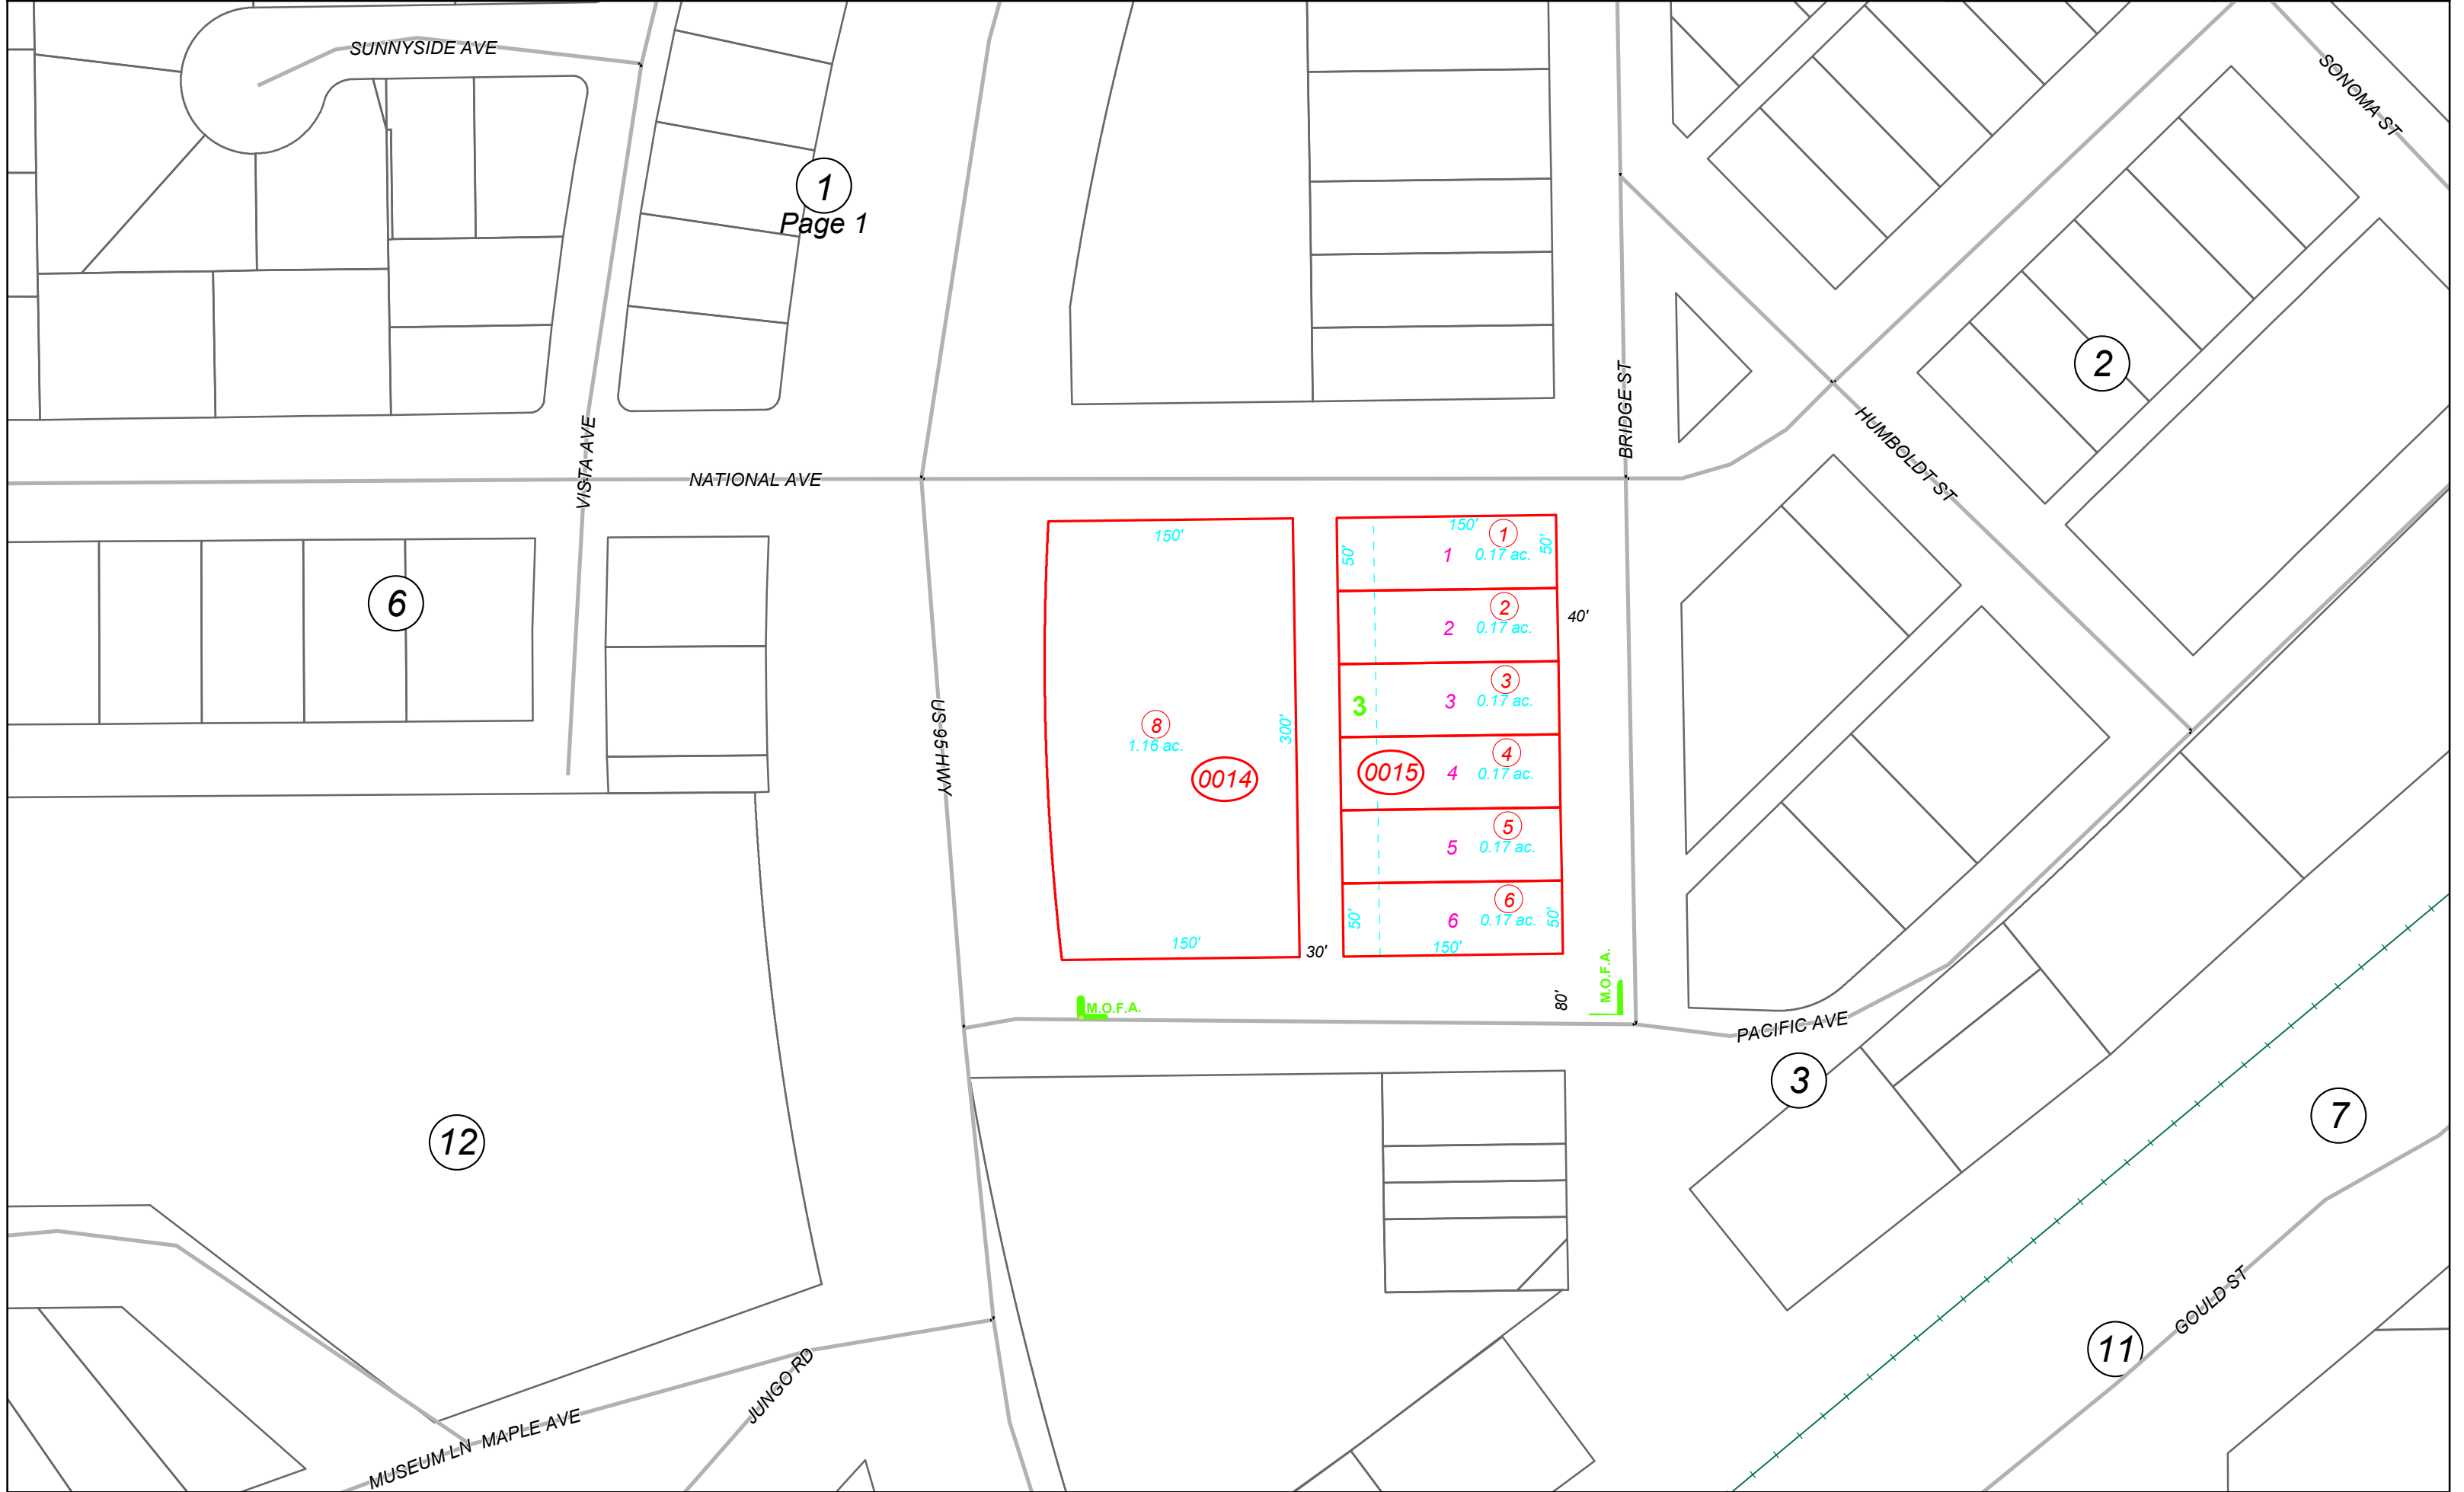 SUNNYSIDE AVE
SONOMA ST
1
Page 1
2
BRIDGE ST
HUMBOLDT ST
VISTA AVE
NATIONAL AVE
6
US 95 HWY
150'
300'
8
1.16 ac.
0014
150'
30'
150'
50'
50'
1
1
0.17 ac.
40'
2
2
0.17 ac.
3
3
3
0.17 ac.
0015
4
4
0.17 ac.
5
5
0.17 ac.
6
6
0.17 ac.
50'
50'
150'
M.O.F.A.
80'
M.O.F.A.
PACIFIC AVE
3
7
12
11
GOULD ST
JUNGO RD
MUSEUM LN
MAPLE AVE